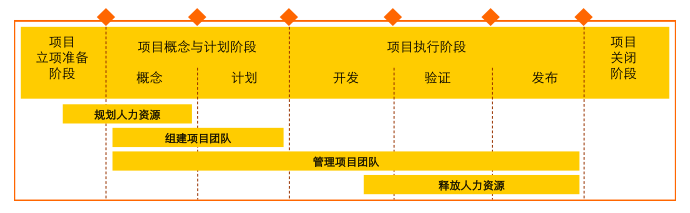 项目
立项准备
阶段
项目概念与计划阶段
概念
计划
项目执行阶段
开发
验证
发布
项目
关闭
阶段
规划人力资源
组建项目团队
管理项目团队
释放人力资源